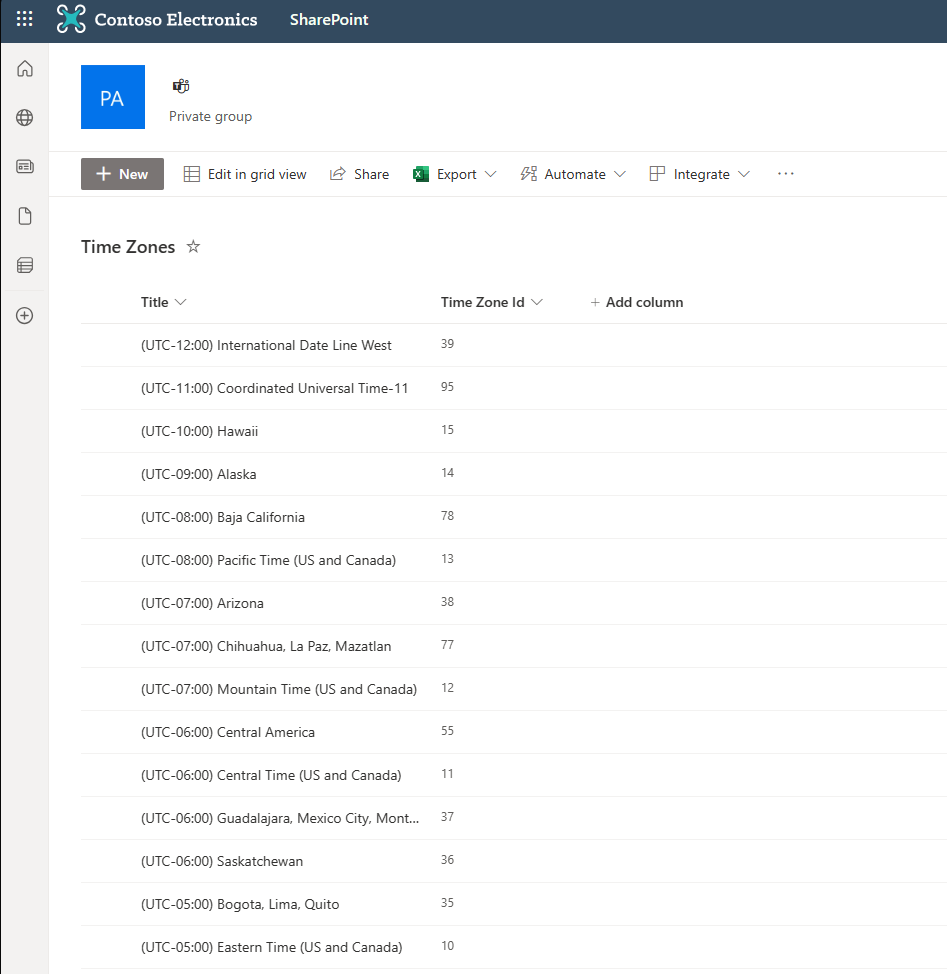 Contoso Electronics SharePoint
PA
Private group
+ New Edit in grid view Share Export Automate Integrate ···
Time Zones
Title Time Zone Id + Add column
(UTC-12:00) International Date Line West 39
(UTC-11:00) Coordinated Universal Time-11 95
(UTC-10:00) Hawaii 15
(UTC-09:00) Alaska 14
(UTC-08:00) Baja California 78
(UTC-08:00) Pacific Time (US and Canada) 13
(UTC-07:00) Arizona 38
(UTC-07:00) Chihuahua, La Paz, Mazatlan 77
(UTC-07:00) Mountain Time (US and Canada) 12
(UTC-06:00) Central America 55
(UTC-06:00) Central Time (US and Canada) 11
(UTC-06:00) Guadalajara, Mexico City, Mont... 37
(UTC-06:00) Saskatchewan 36
(UTC-05:00) Bogota, Lima, Quito 35
(UTC-05:00) Eastern Time (US and Canada) 10